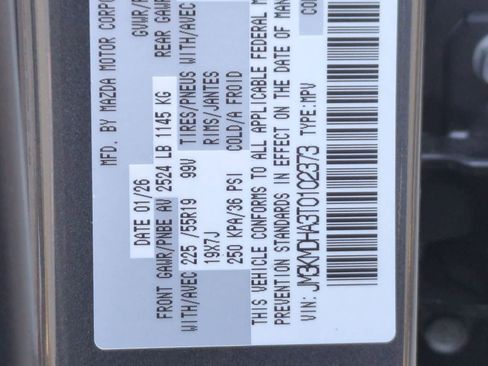 MFD. BY MAZDA MOTOR CORPO
DATE 01/26 GVWR/
FRONT GAWR/PNBE AV 2524 LB 1145 KG REAR GAWR
WITH/AVEC 225 /55R19 99V TIRES/PNEUS WITH/AVEC
19X7J RIMS/JANTES
250 KPA/36 PSI COLD/A FROID COL
THIS VEHICLE CONFORMS TO ALL APPLICABLE FEDERAL M
PREVENTION STANDARDS IN EFFECT ON THE DATE OF MAN
VIN: JM3KMDHA3T0102373 TYPE: MPV